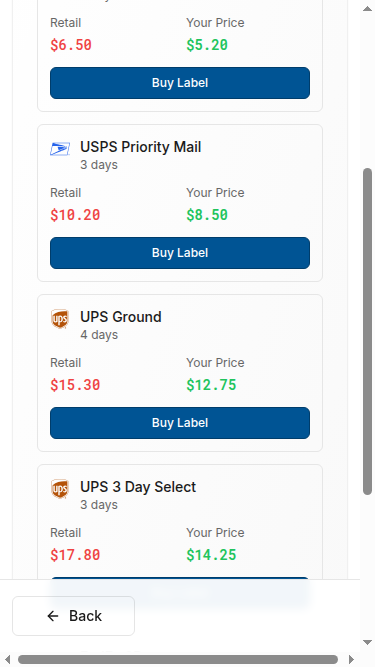 Retail Your Price
$6.50 $5.20
Buy Label
USPS Priority Mail
3 days
Retail Your Price
$10.20 $8.50
Buy Label
ups UPS Ground
4 days
Retail Your Price
$15.30 $12.75
Buy Label
ups UPS 3 Day Select
3 days
Retail Your Price
$17.80 $14.25
← Back